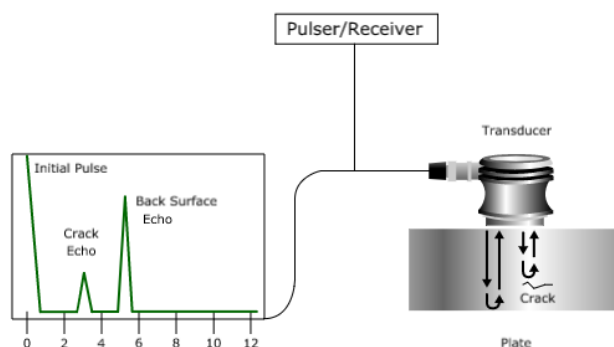 Pulser/Receiver
Transducer
Initial Pulse
Back Surface
Echo
Crack
Echo
Crack
0 2 4 6 8 10 12
Plate